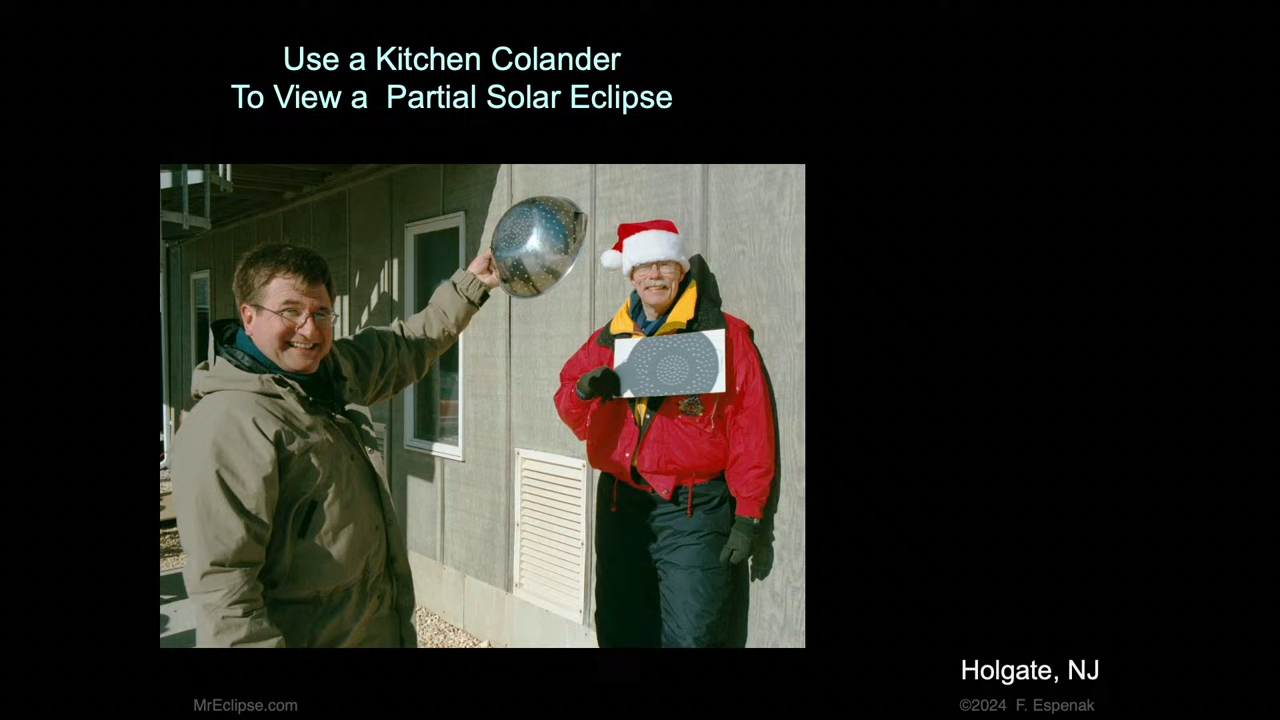 Use a Kitchen Colander
To View a  Partial Solar Eclipse
Holgate, NJ
MrEclipse.com
©2024  F. Espenak